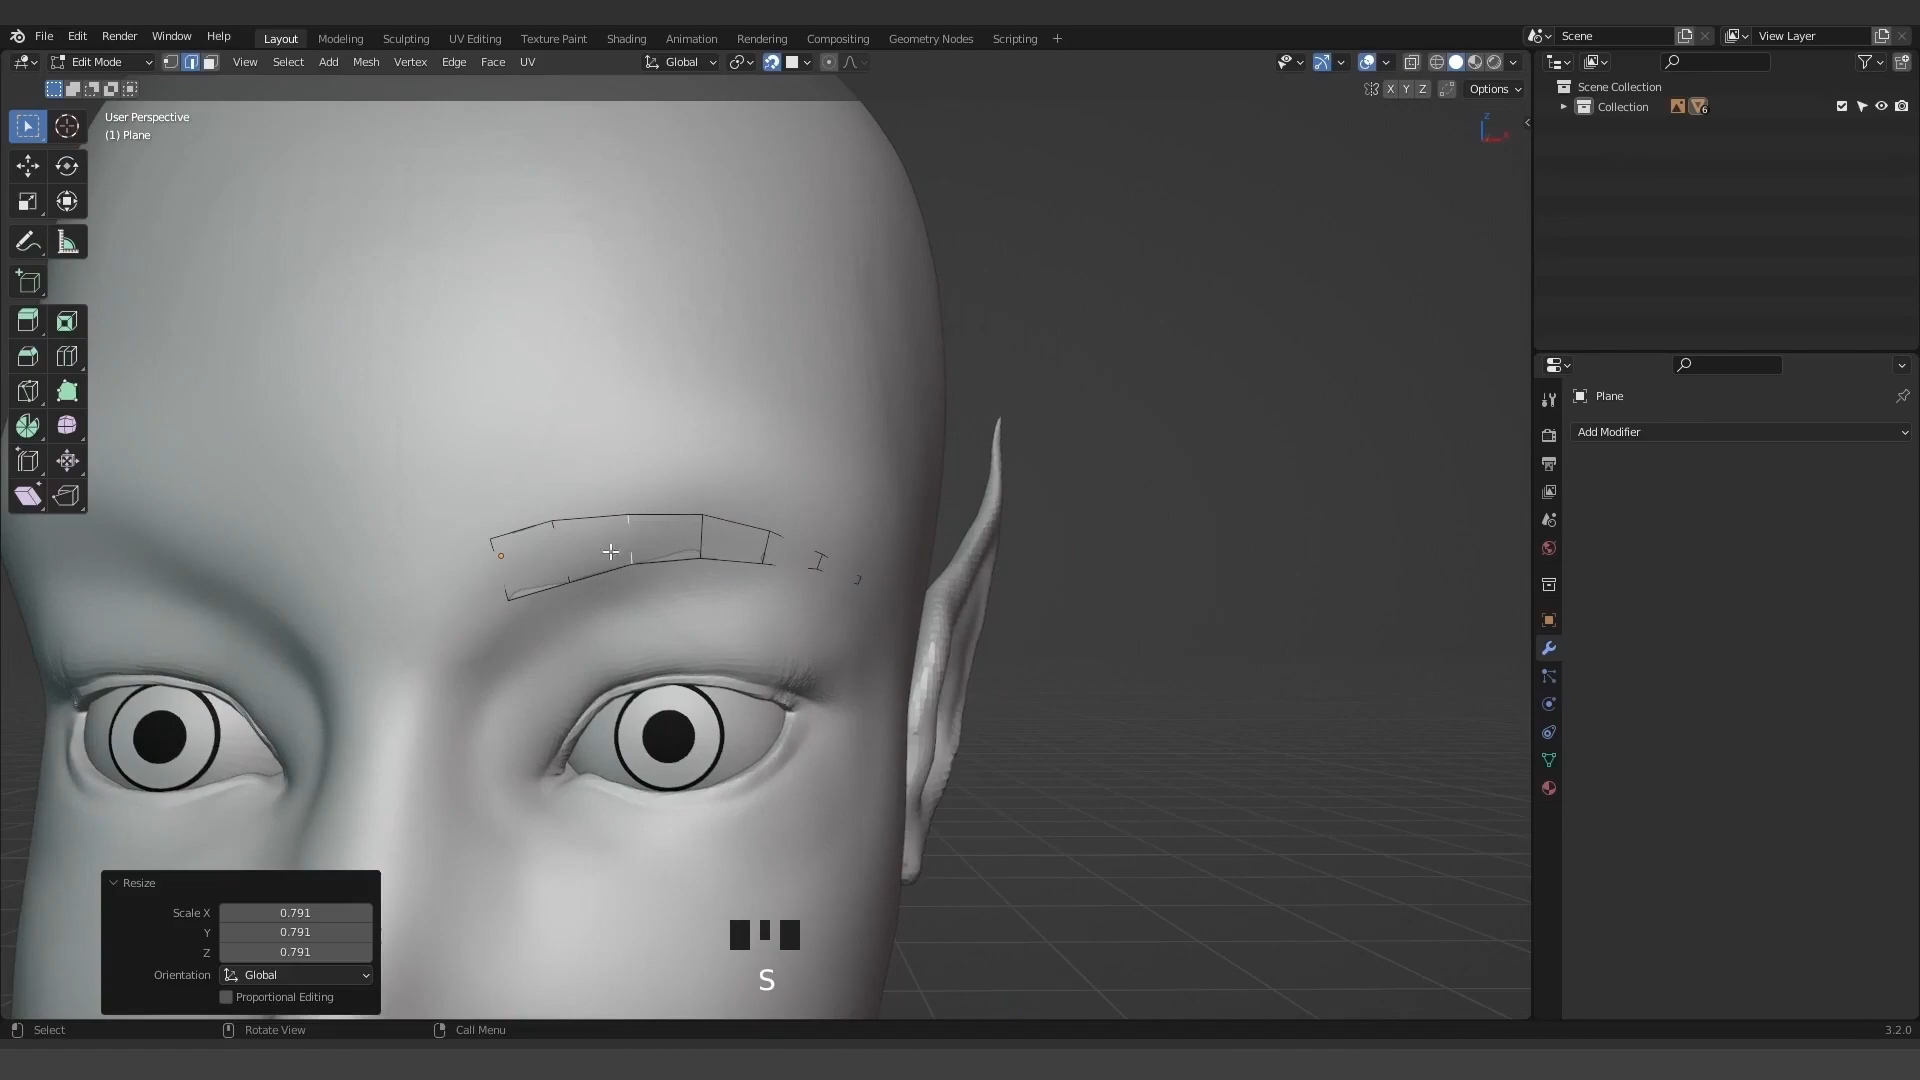 File Edit Render Window Help Layout Modeling Sculpting UV Editing Texture Paint Shading Animation Rendering Compositing Geometry Nodes Scripting + Scene View Layer
Edit Mode View Select Add Mesh Vertex Edge Face UV Global
X Y Z Options
Scene Collection
Collection 6
User Perspective
(1) Plane
Z
Plane
Add Modifier
Resize
Scale X 0.791
Y 0.791
Z 0.791
Orientation Global
Proportional Editing
S
Select Rotate View Call Menu 3.2.0